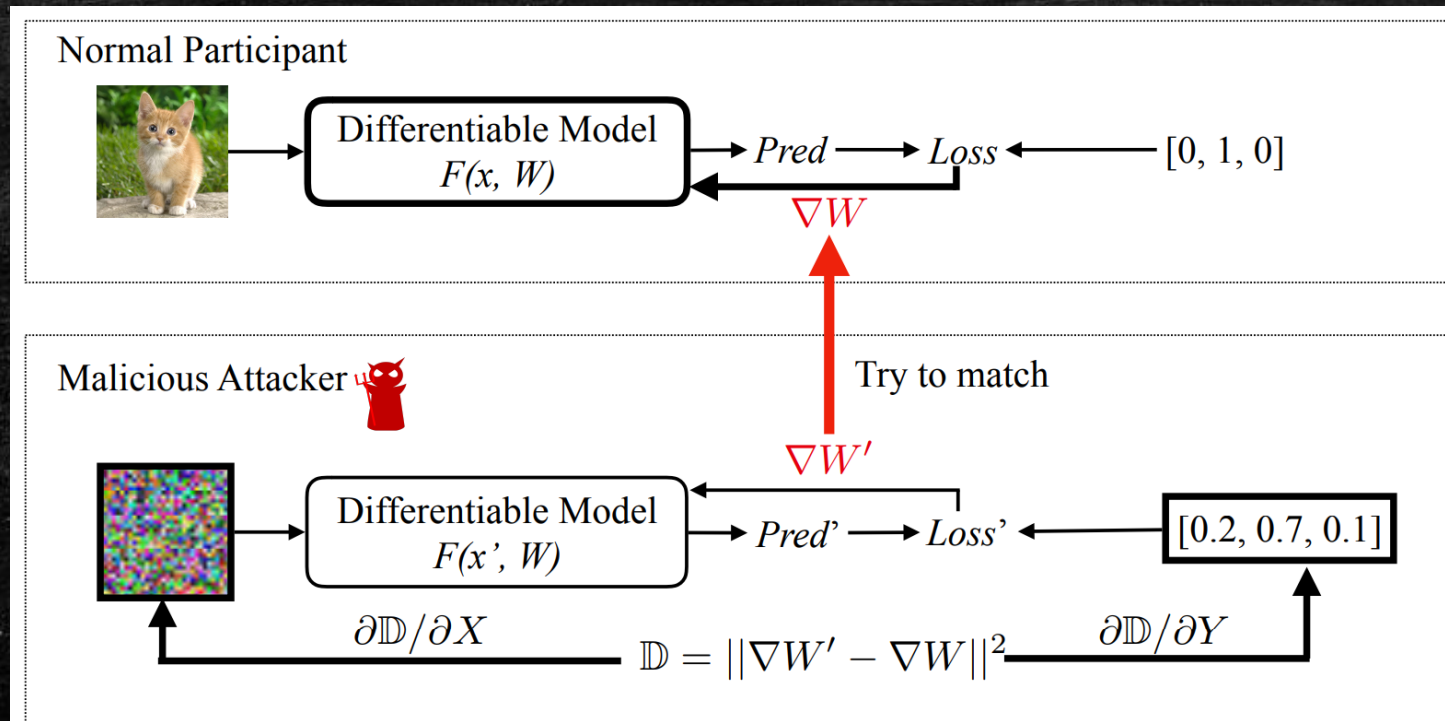 Normal Participant
Differentiable Model
F(x, W)
Pred
Loss
[0, 1, 0]
∇W
Try to match
Malicious Attacker
∇W′
Differentiable Model
F(x’, W)
Pred’
Loss’
[0.2, 0.7, 0.1]
∂𝔻/∂X
𝔻 = ||∇W′ − ∇W||²
∂𝔻/∂Y